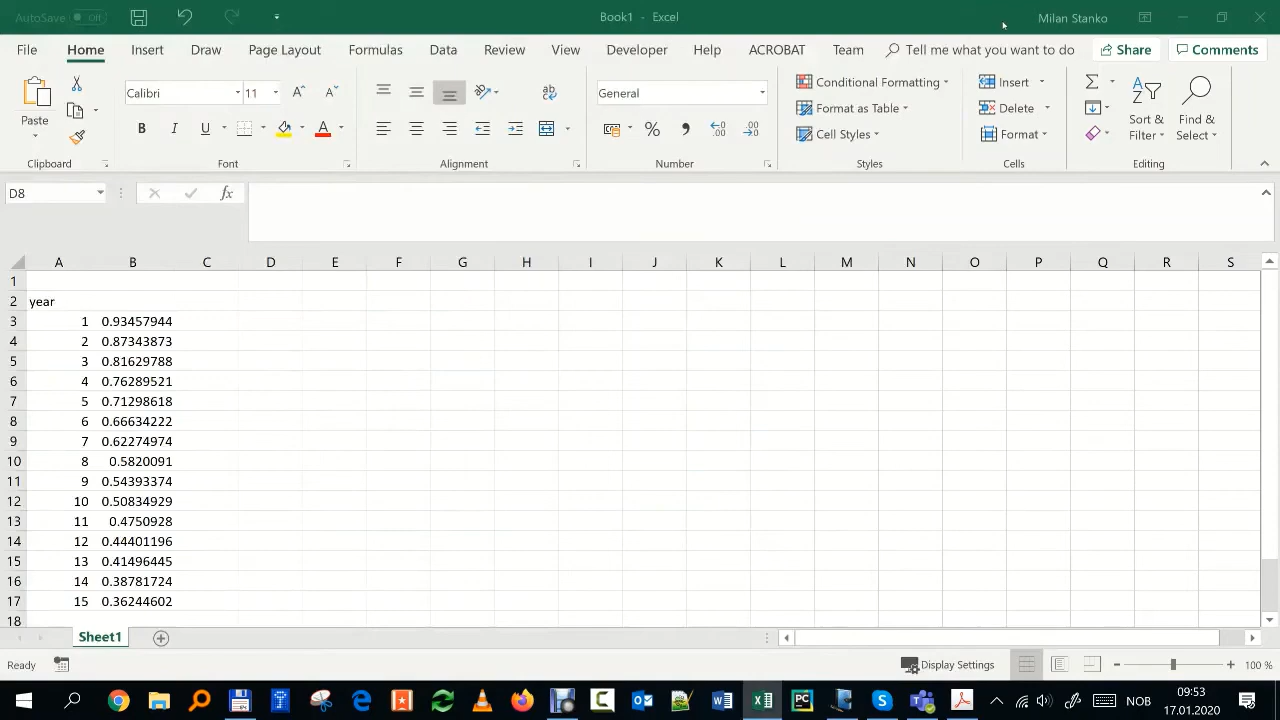 AutoSave Off Book1 - Excel Milan Stanko
File Home Insert Draw Page Layout Formulas Data Review View Developer Help ACROBAT Team Tell me what you want to do Share Comments
Paste Calibri 11 General Conditional Formatting Format as Table Cell Styles Insert Delete Format Sort & Filter Find & Select
B I U ab % 
Clipboard Font Alignment Number Styles Cells Editing
D8 fx
A B C D E F G H I J K L M N O P Q R S
1
2 year
3 1 0.93457944
4 2 0.87343873
5 3 0.81629788
6 4 0.76289521
7 5 0.71298618
8 6 0.66634222
9 7 0.62274974
10 8 0.5820091
11 9 0.54393374
12 10 0.50834929
13 11 0.4750928
14 12 0.44401196
15 13 0.41496445
16 14 0.38781724
17 15 0.36244602
18
Sheet1
Ready Display Settings 100 %
NOB 09:53
17.01.2020